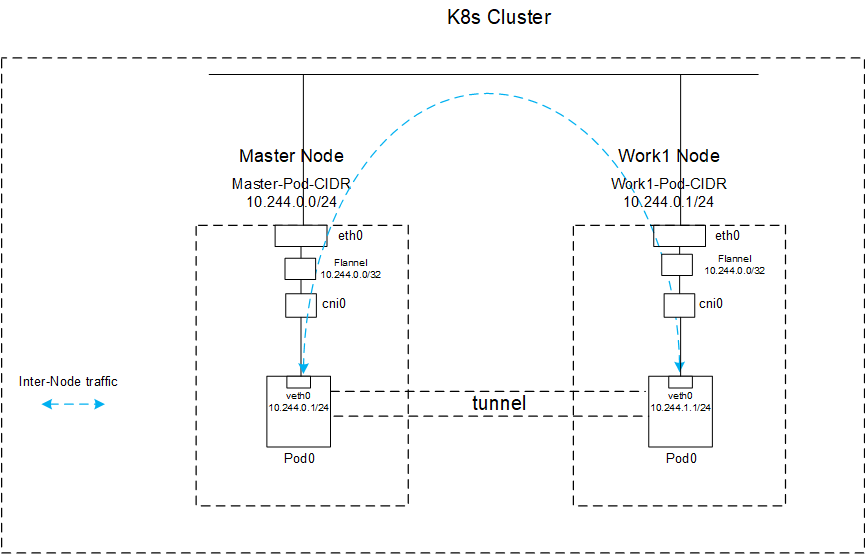 K8s Cluster
Master Node
Master-Pod-CIDR
10.244.0.0/24
eth0
Flannel
10.244.0.0/32
cni0
veth0
10.244.0.1/24
Pod0
Work1 Node
Work1-Pod-CIDR
10.244.0.1/24
eth0
Flannel
10.244.0.0/32
cni0
veth0
10.244.1.1/24
Pod0
tunnel
Inter-Node traffic